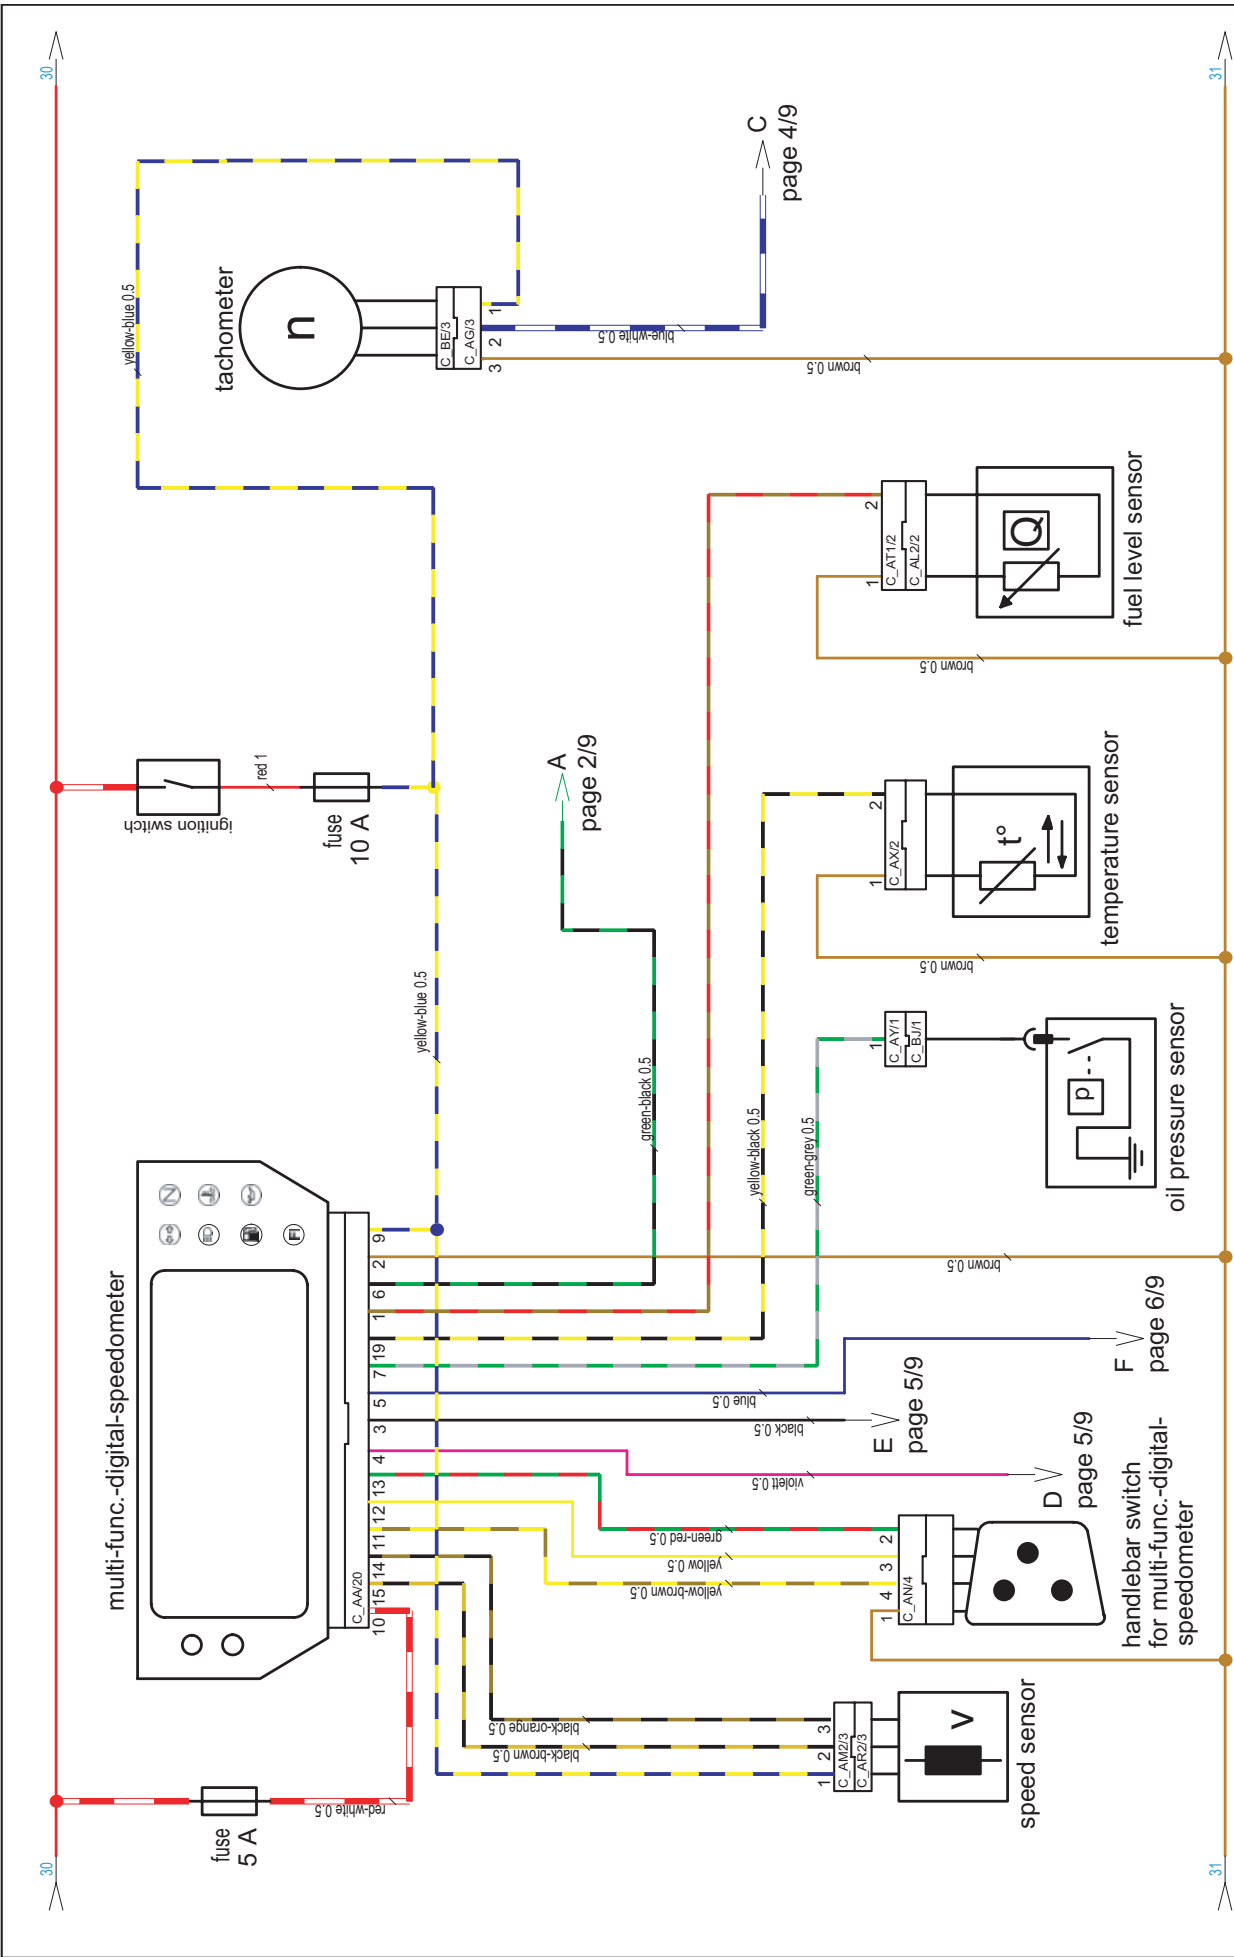 30
30
fuse
5 A
red-white 0.5
multi-func.-digital-speedometer
N
FI
C_AA/20
10
15
14
11
12
13
4
3
5
7
19
1
6
2
9
ignition switch
red 1
fuse
10 A
yellow-blue 0.5
yellow-blue 0.5
tachometer
n
C_BE/3
C_AG/3
3
2
1
blue-white 0.5
brown 0.5
C
page 4/9
A
page 2/9
green-black 0.5
yellow-black 0.5
green-grey 0.5
brown 0.5
blue 0.5
black 0.5
violett 0.5
green-red 0.5
yellow 0.5
yellow-brown 0.5
black-orange 0.5
black-brown 0.5
F
page 6/9
E
page 5/9
D
page 5/9
1
2
3
C_AM2/3
C_AR2/3
v
speed sensor
1
4
3
2
C_AN/4
handlebar switch
for multi-func.-digital-
speedometer
1
C_AY/1
C_BJ/1
p
oil pressure sensor
brown 0.5
1
2
C_AX/2
t°
temperature sensor
brown 0.5
1
2
C_AT1/2
C_AL2/2
Q
fuel level sensor
31
31